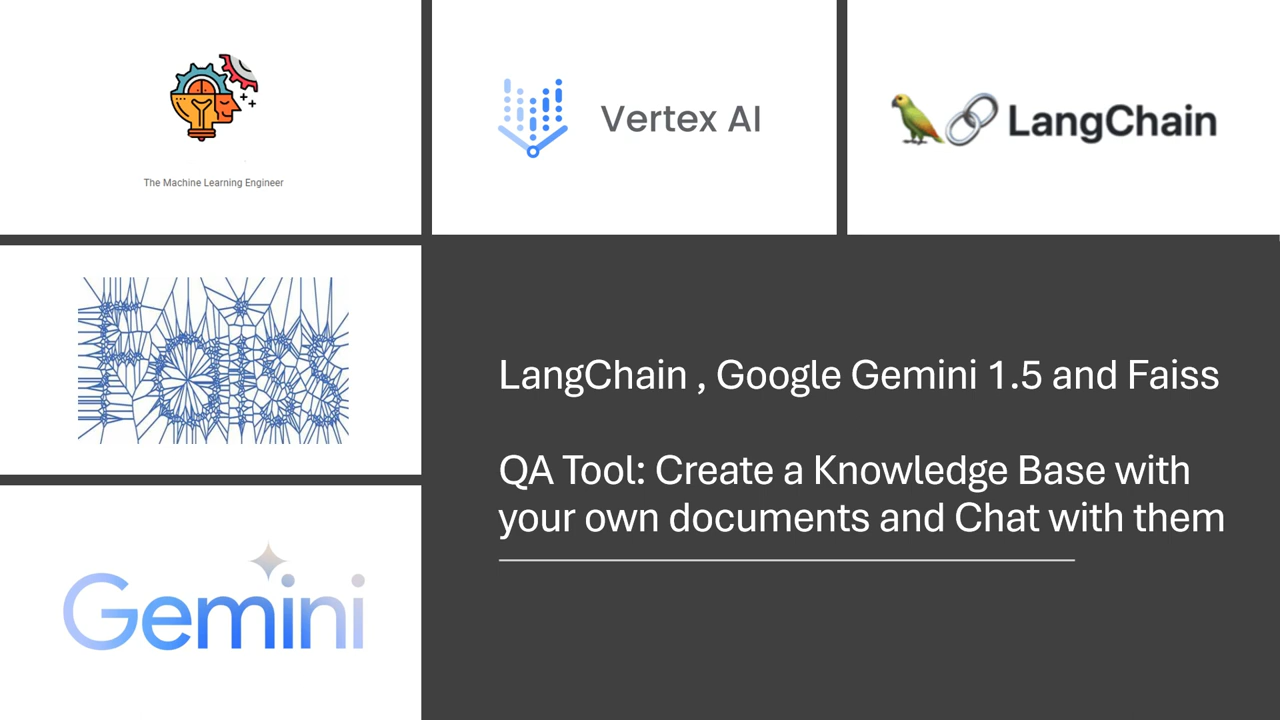 The Machine Learning Engineer
Vertex AI
LangChain
Faiss
LangChain , Google Gemini 1.5 and Faiss
QA Tool: Create a Knowledge Base with
your own documents and Chat with them
Gemini